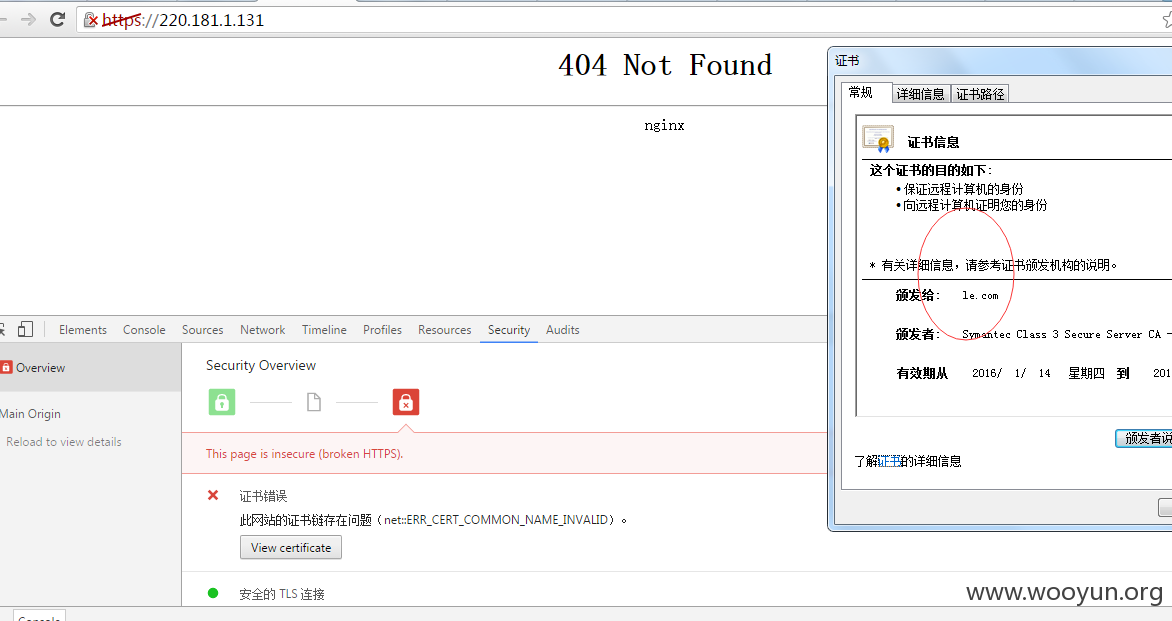 https://220.181.1.131
404 Not Found
nginx
证书
常规 详细信息 证书路径
证书信息
这个证书的目的如下:
• 保证远程计算机的身份
• 向远程计算机证明您的身份
* 有关详细信息，请参考证书颁发机构的说明。
颁发给: le.com
颁发者: Symantec Class 3 Secure Server CA -
有效期从 2016/ 1/ 14 星期四 到 201
颁发者说
了解证书的详细信息
Elements Console Sources Network Timeline Profiles Resources Security Audits
Overview
Main Origin
Reload to view details
Security Overview
This page is insecure (broken HTTPS).
证书错误
此网站的证书链存在问题（net::ERR_CERT_COMMON_NAME_INVALID）。
View certificate
安全的 TLS 连接
www.wooyun.org
Console